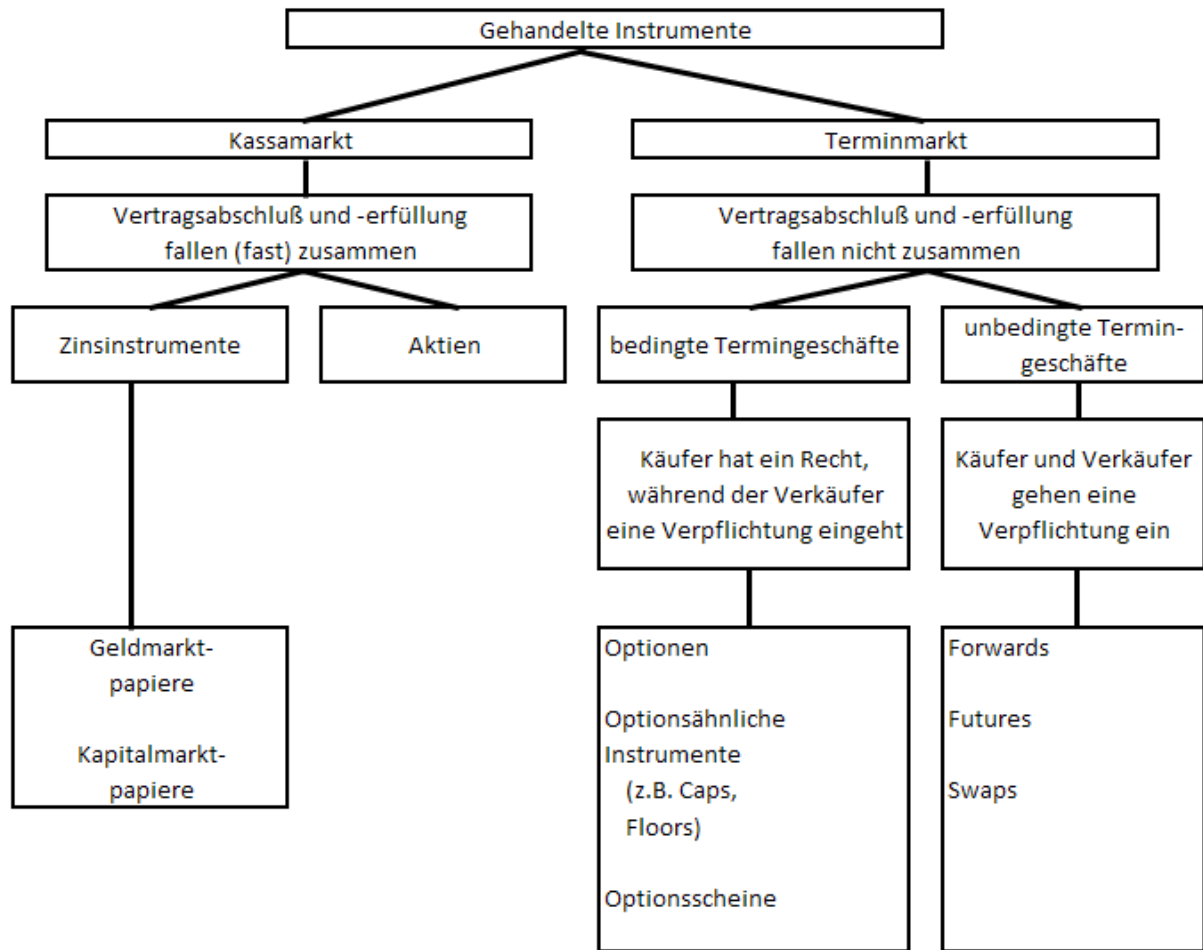 Gehandelte Instrumente
Kassamarkt
Terminmarkt
Vertragsabschluß und -erfüllung
fallen (fast) zusammen
Vertragsabschluß und -erfüllung
fallen nicht zusammen
Zinsinstrumente
Aktien
bedingte Termingeschäfte
unbedingte Termin-
geschäfte
Käufer hat ein Recht,
während der Verkäufer
eine Verpflichtung eingeht
Käufer und Verkäufer
gehen eine
Verpflichtung ein
Geldmarkt-
papiere
Kapitalmarkt-
papiere
Optionen
Optionsähnliche
Instrumente
(z.B. Caps,
Floors)
Optionsscheine
Forwards
Futures
Swaps